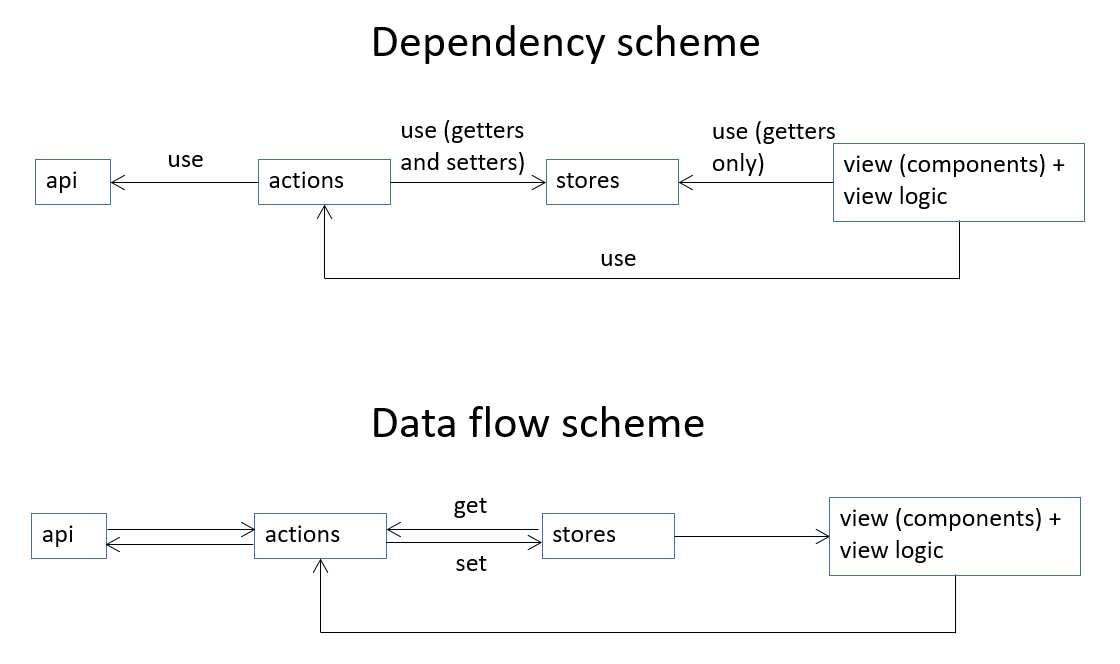 Dependency scheme
use (getters
and setters)
use (getters
only)
use
api
actions
stores
view (components) +
view logic
use
Data flow scheme
get
api
actions
stores
view (components) +
view logic
set